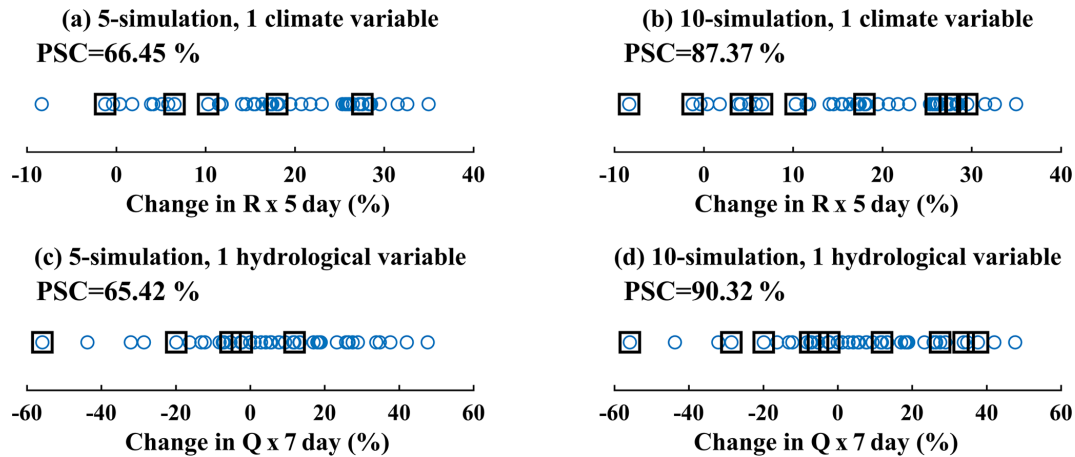 (a) 5-simulation, 1 climate variable
PSC=66.45 %
-10 0 10 20 30 40
Change in R x 5 day (%)
(b) 10-simulation, 1 climate variable
PSC=87.37 %
-10 0 10 20 30 40
Change in R x 5 day (%)
(c) 5-simulation, 1 hydrological variable
PSC=65.42 %
-60 -40 -20 0 20 40 60
Change in Q x 7 day (%)
(d) 10-simulation, 1 hydrological variable
PSC=90.32 %
-60 -40 -20 0 20 40 60
Change in Q x 7 day (%)